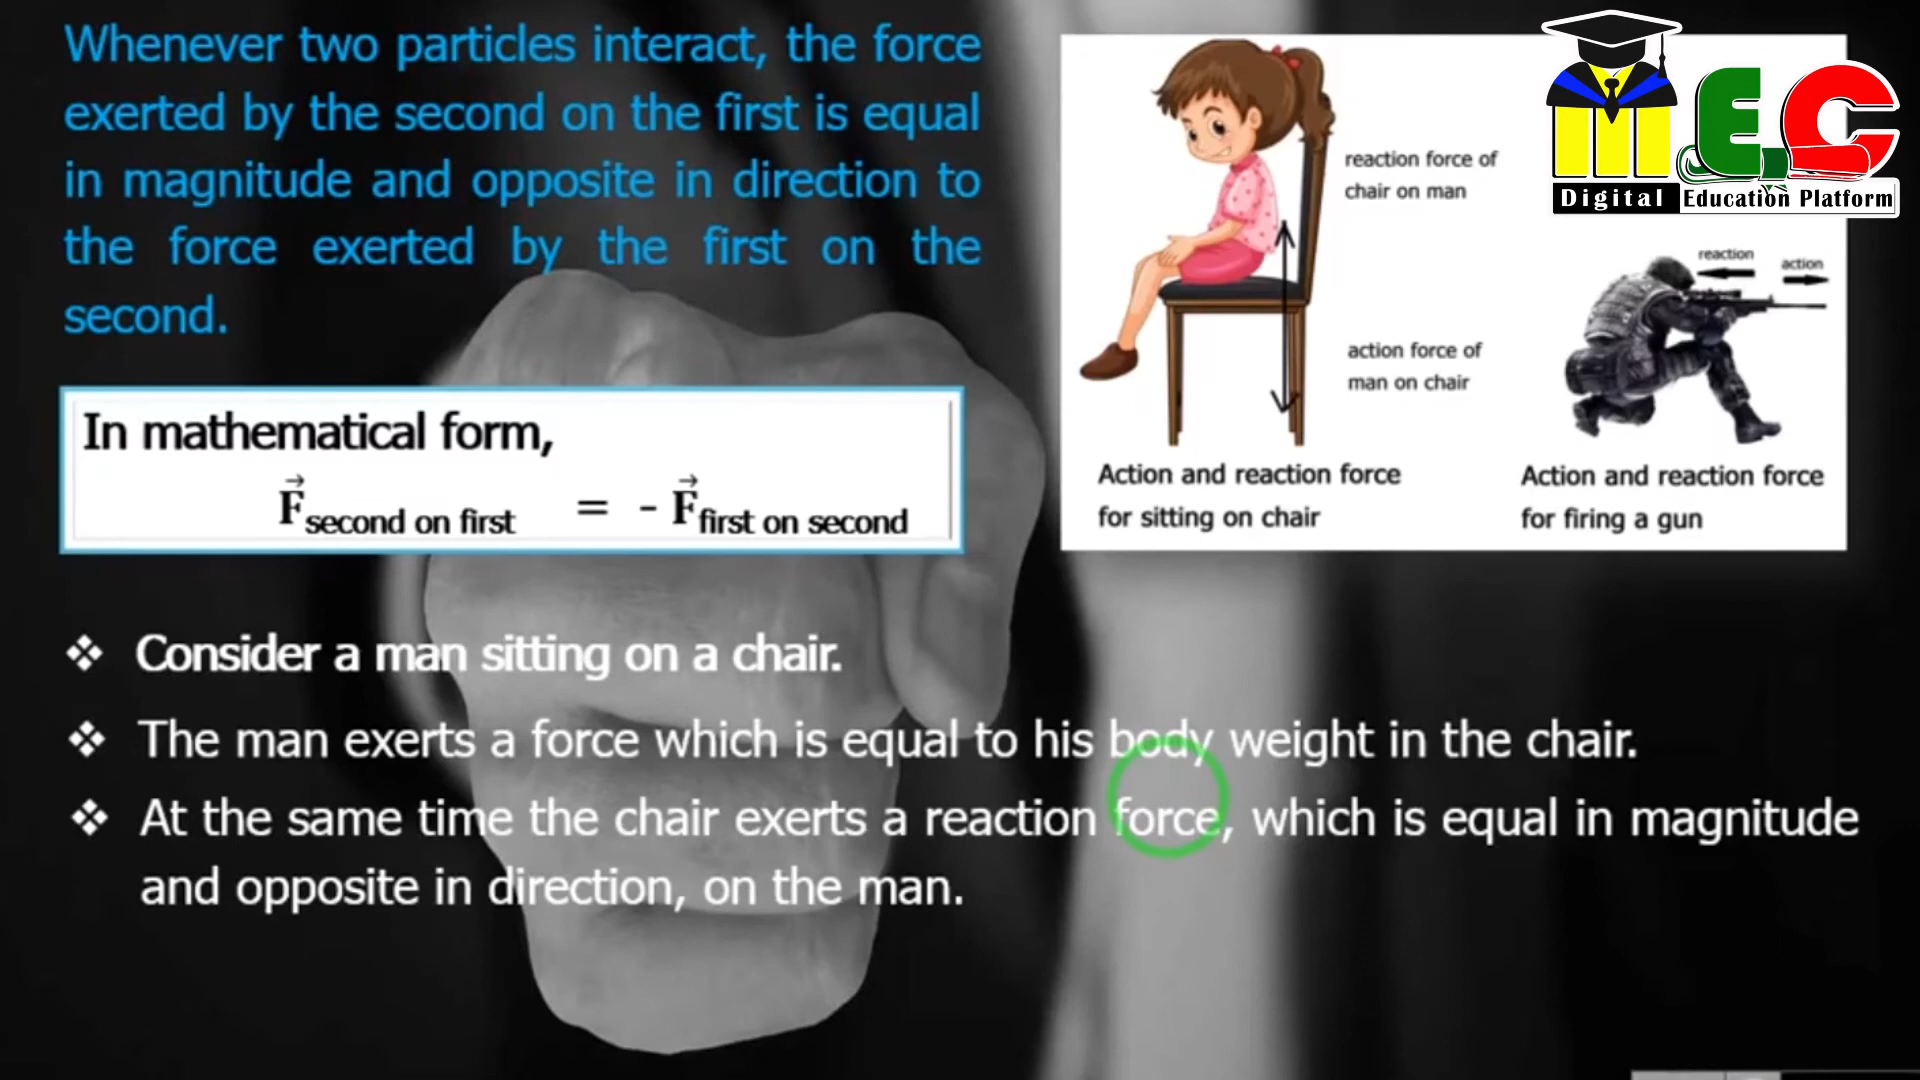 Whenever two particles interact, the force
exerted by the second on the first is equal
in magnitude and opposite in direction to
the force exerted by the first on the
second.
In mathematical form,
F⃗ second on first = - F⃗ first on second
reaction force of
chair on man
action force of
man on chair
Action and reaction force
for sitting on chair
reaction
action
Action and reaction force
for firing a gun
MEC
Digital Education Platform
❖ Consider a man sitting on a chair.
❖ The man exerts a force which is equal to his body weight in the chair.
❖ At the same time the chair exerts a reaction force, which is equal in magnitude
and opposite in direction, on the man.